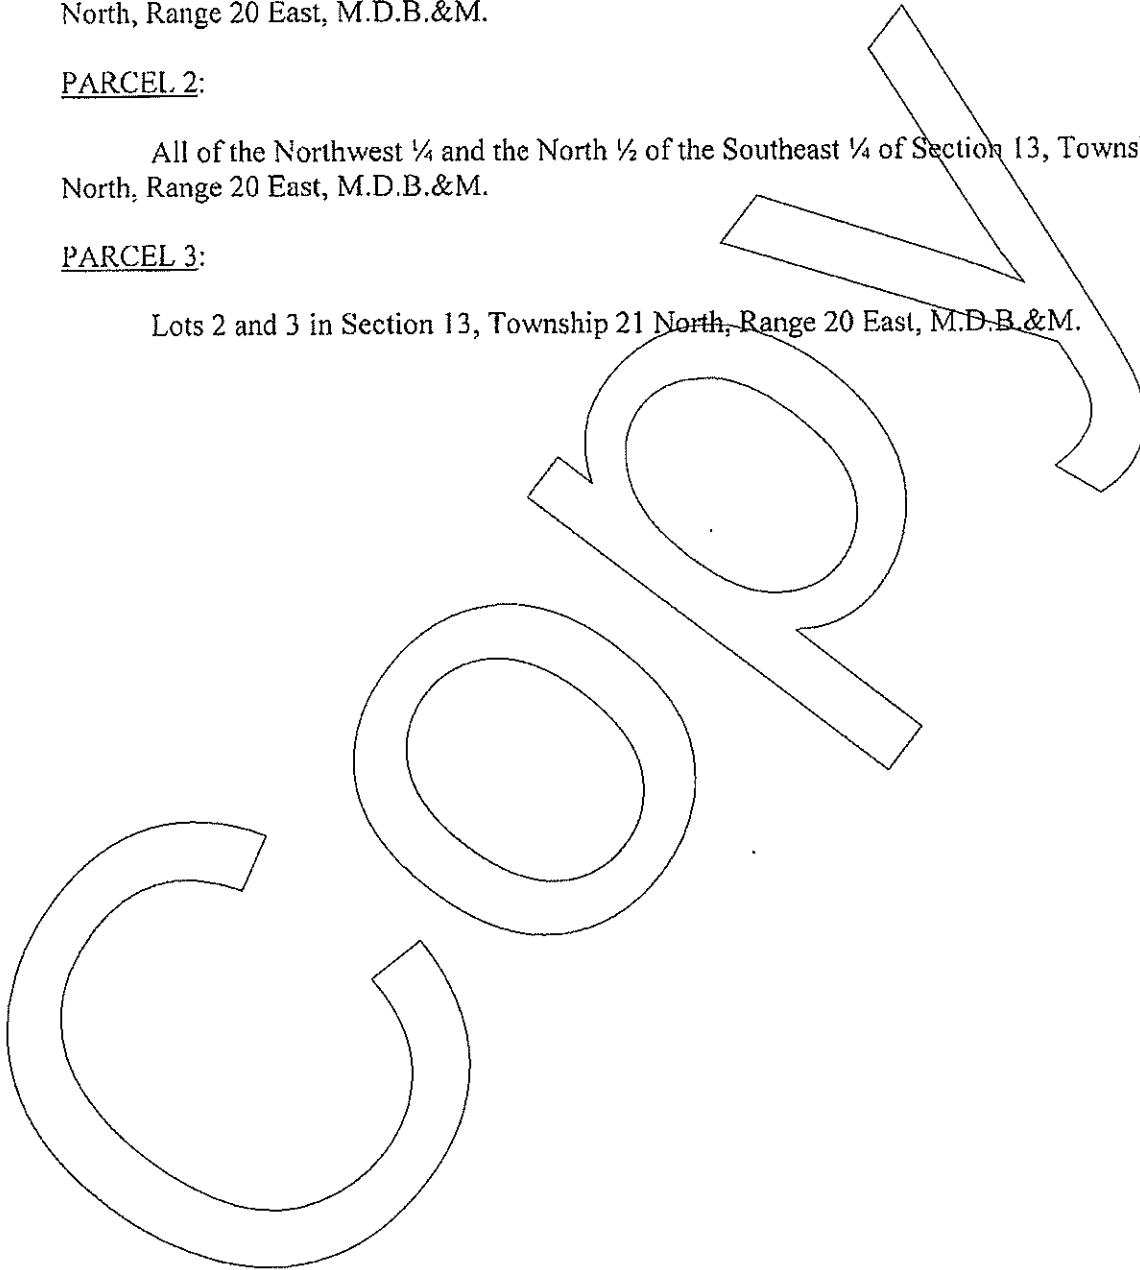 North, Range 20 East, M.D.B.&M.
PARCEL 2:
All of the Northwest ¼ and the North ½ of the Southeast ¼ of Section 13, Towns
North, Range 20 East, M.D.B.&M.
PARCEL 3:
Lots 2 and 3 in Section 13, Township 21 North, Range 20 East, M.D.B.&M.
Copy